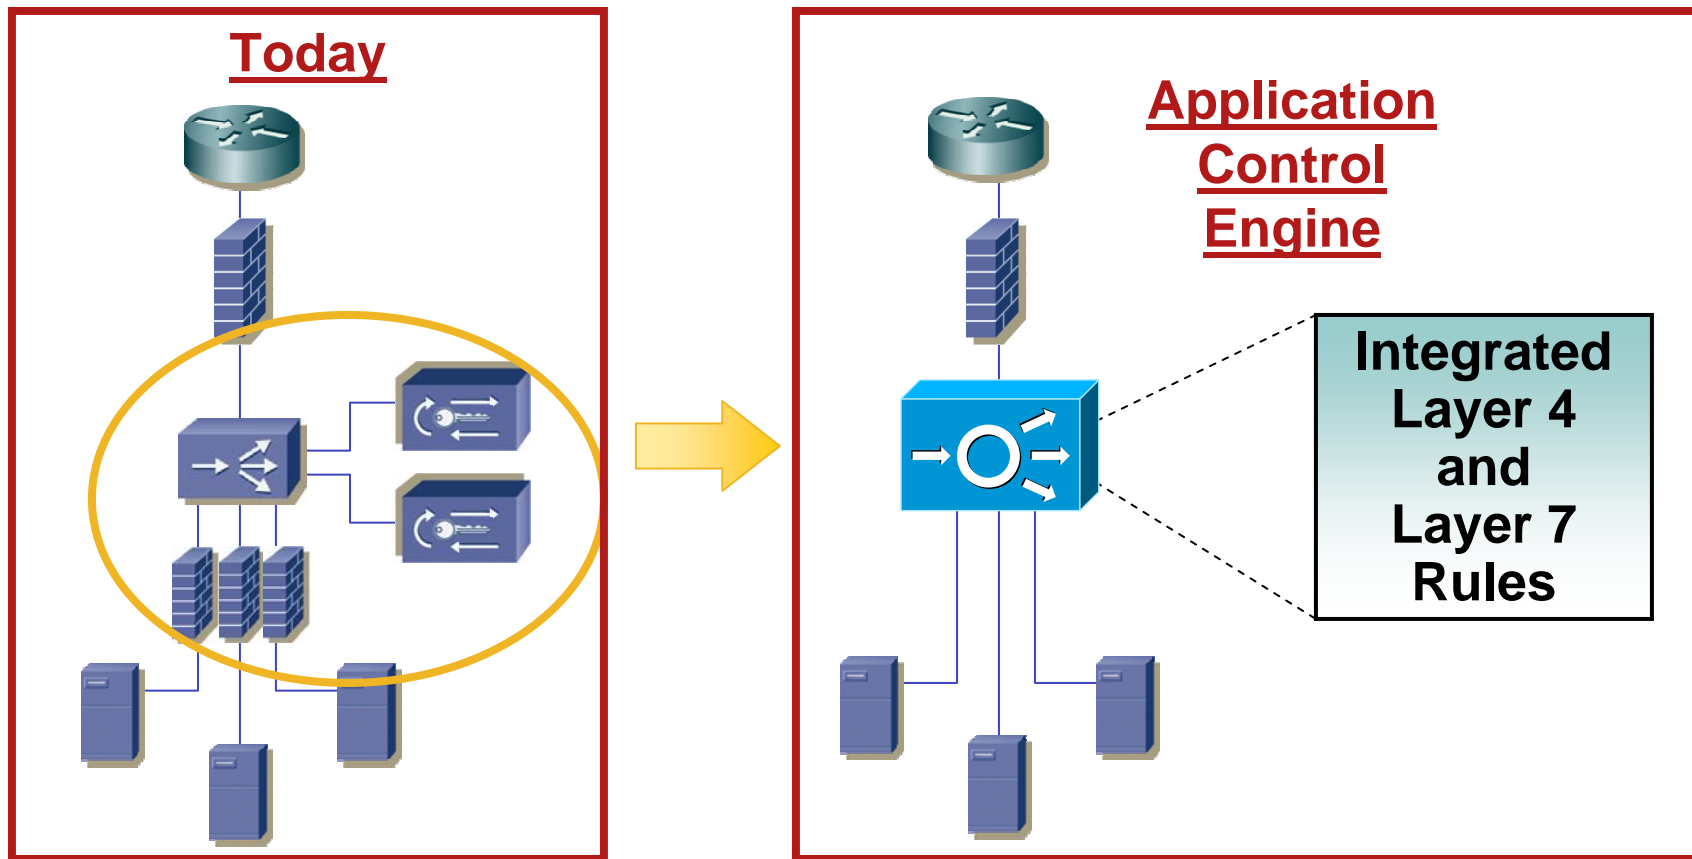 Today
Application
Control
Engine
Integrated
Layer 4
and
Layer 7
Rules